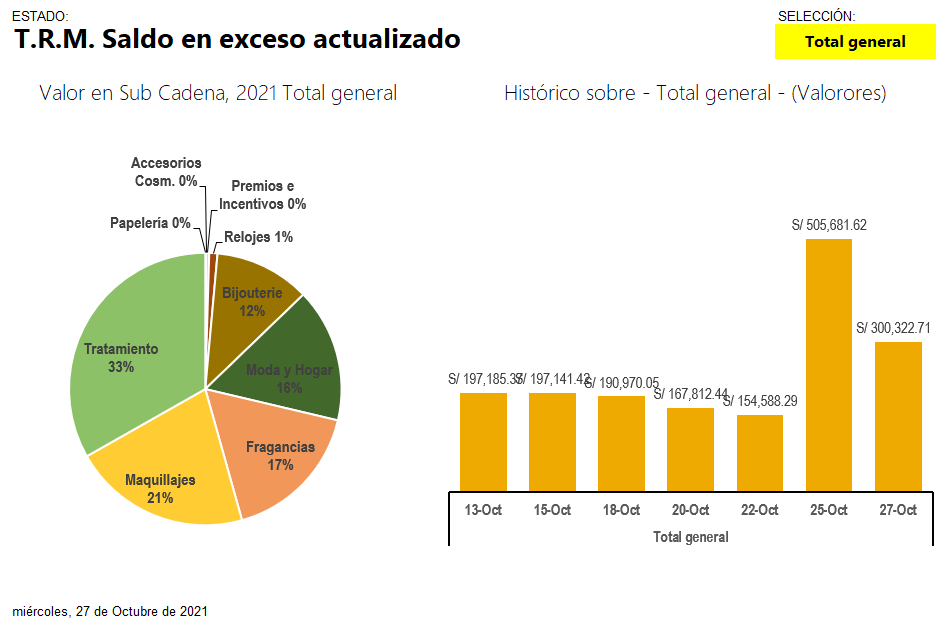 ESTADO:
T.R.M. Saldo en exceso actualizado
SELECCIÓN:
Total general
Valor en Sub Cadena, 2021 Total general
Accesorios
Cosm. 0%
Premios e
Incentivos 0%
Papelería 0%
Relojes 1%
Bijouterie
12%
Tratamiento
33%
Moda y Hogar
16%
Fragancias
17%
Maquillajes
21%
Histórico sobre - Total general - (Valorores)
S/ 505,681.62
S/ 300,322.71
S/ 197,141.42
S/ 190,970.05
S/ 167,812.44
S/ 154,588.29
13-Oct 15-Oct 18-Oct 20-Oct 22-Oct 25-Oct 27-Oct
Total general
miércoles, 27 de Octubre de 2021